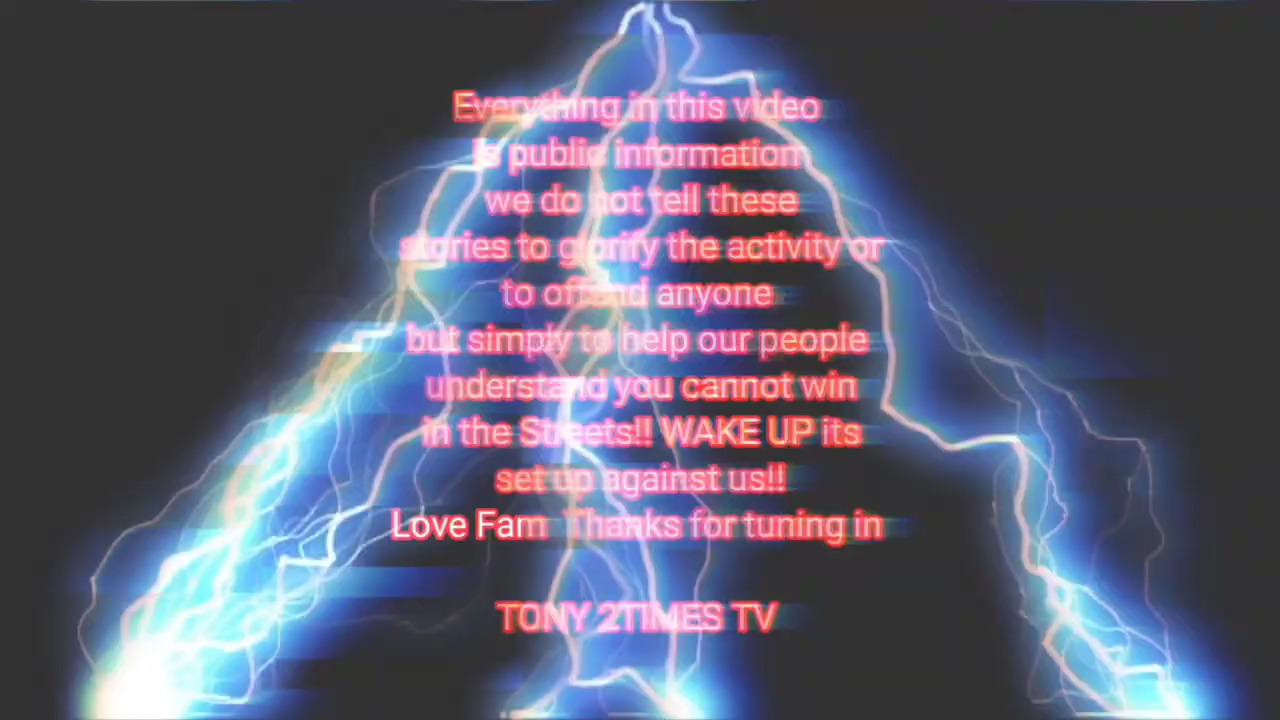 Everything in this video
Is public information
we do not tell these
stories to glorify the activity or
to offend anyone
but simply to help our people
understand you cannot win
in the Streets!! WAKE UP its
set up against us!!
Love Fam Thanks for tuning in
TONY 2TIMES TV